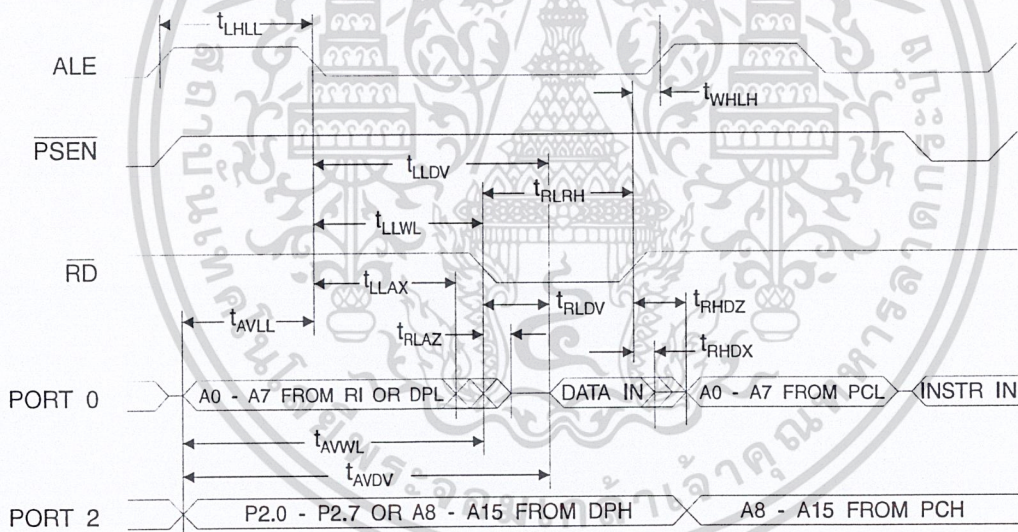 tLHLL
ALE
tWHLH
PSEN
tLLDV
tRLRH
tLLWL
RD
tLLAX
tRLDV
tRHDZ
tAVLL
tRLAZ
tRHDX
PORT 0
A0 - A7 FROM RI OR DPL
DATA IN
A0 - A7 FROM PCL
INSTR IN
tAVWL
tAVDV
PORT 2
P2.0 - P2.7 OR A8 - A15 FROM DPH
A8 - A15 FROM PCH